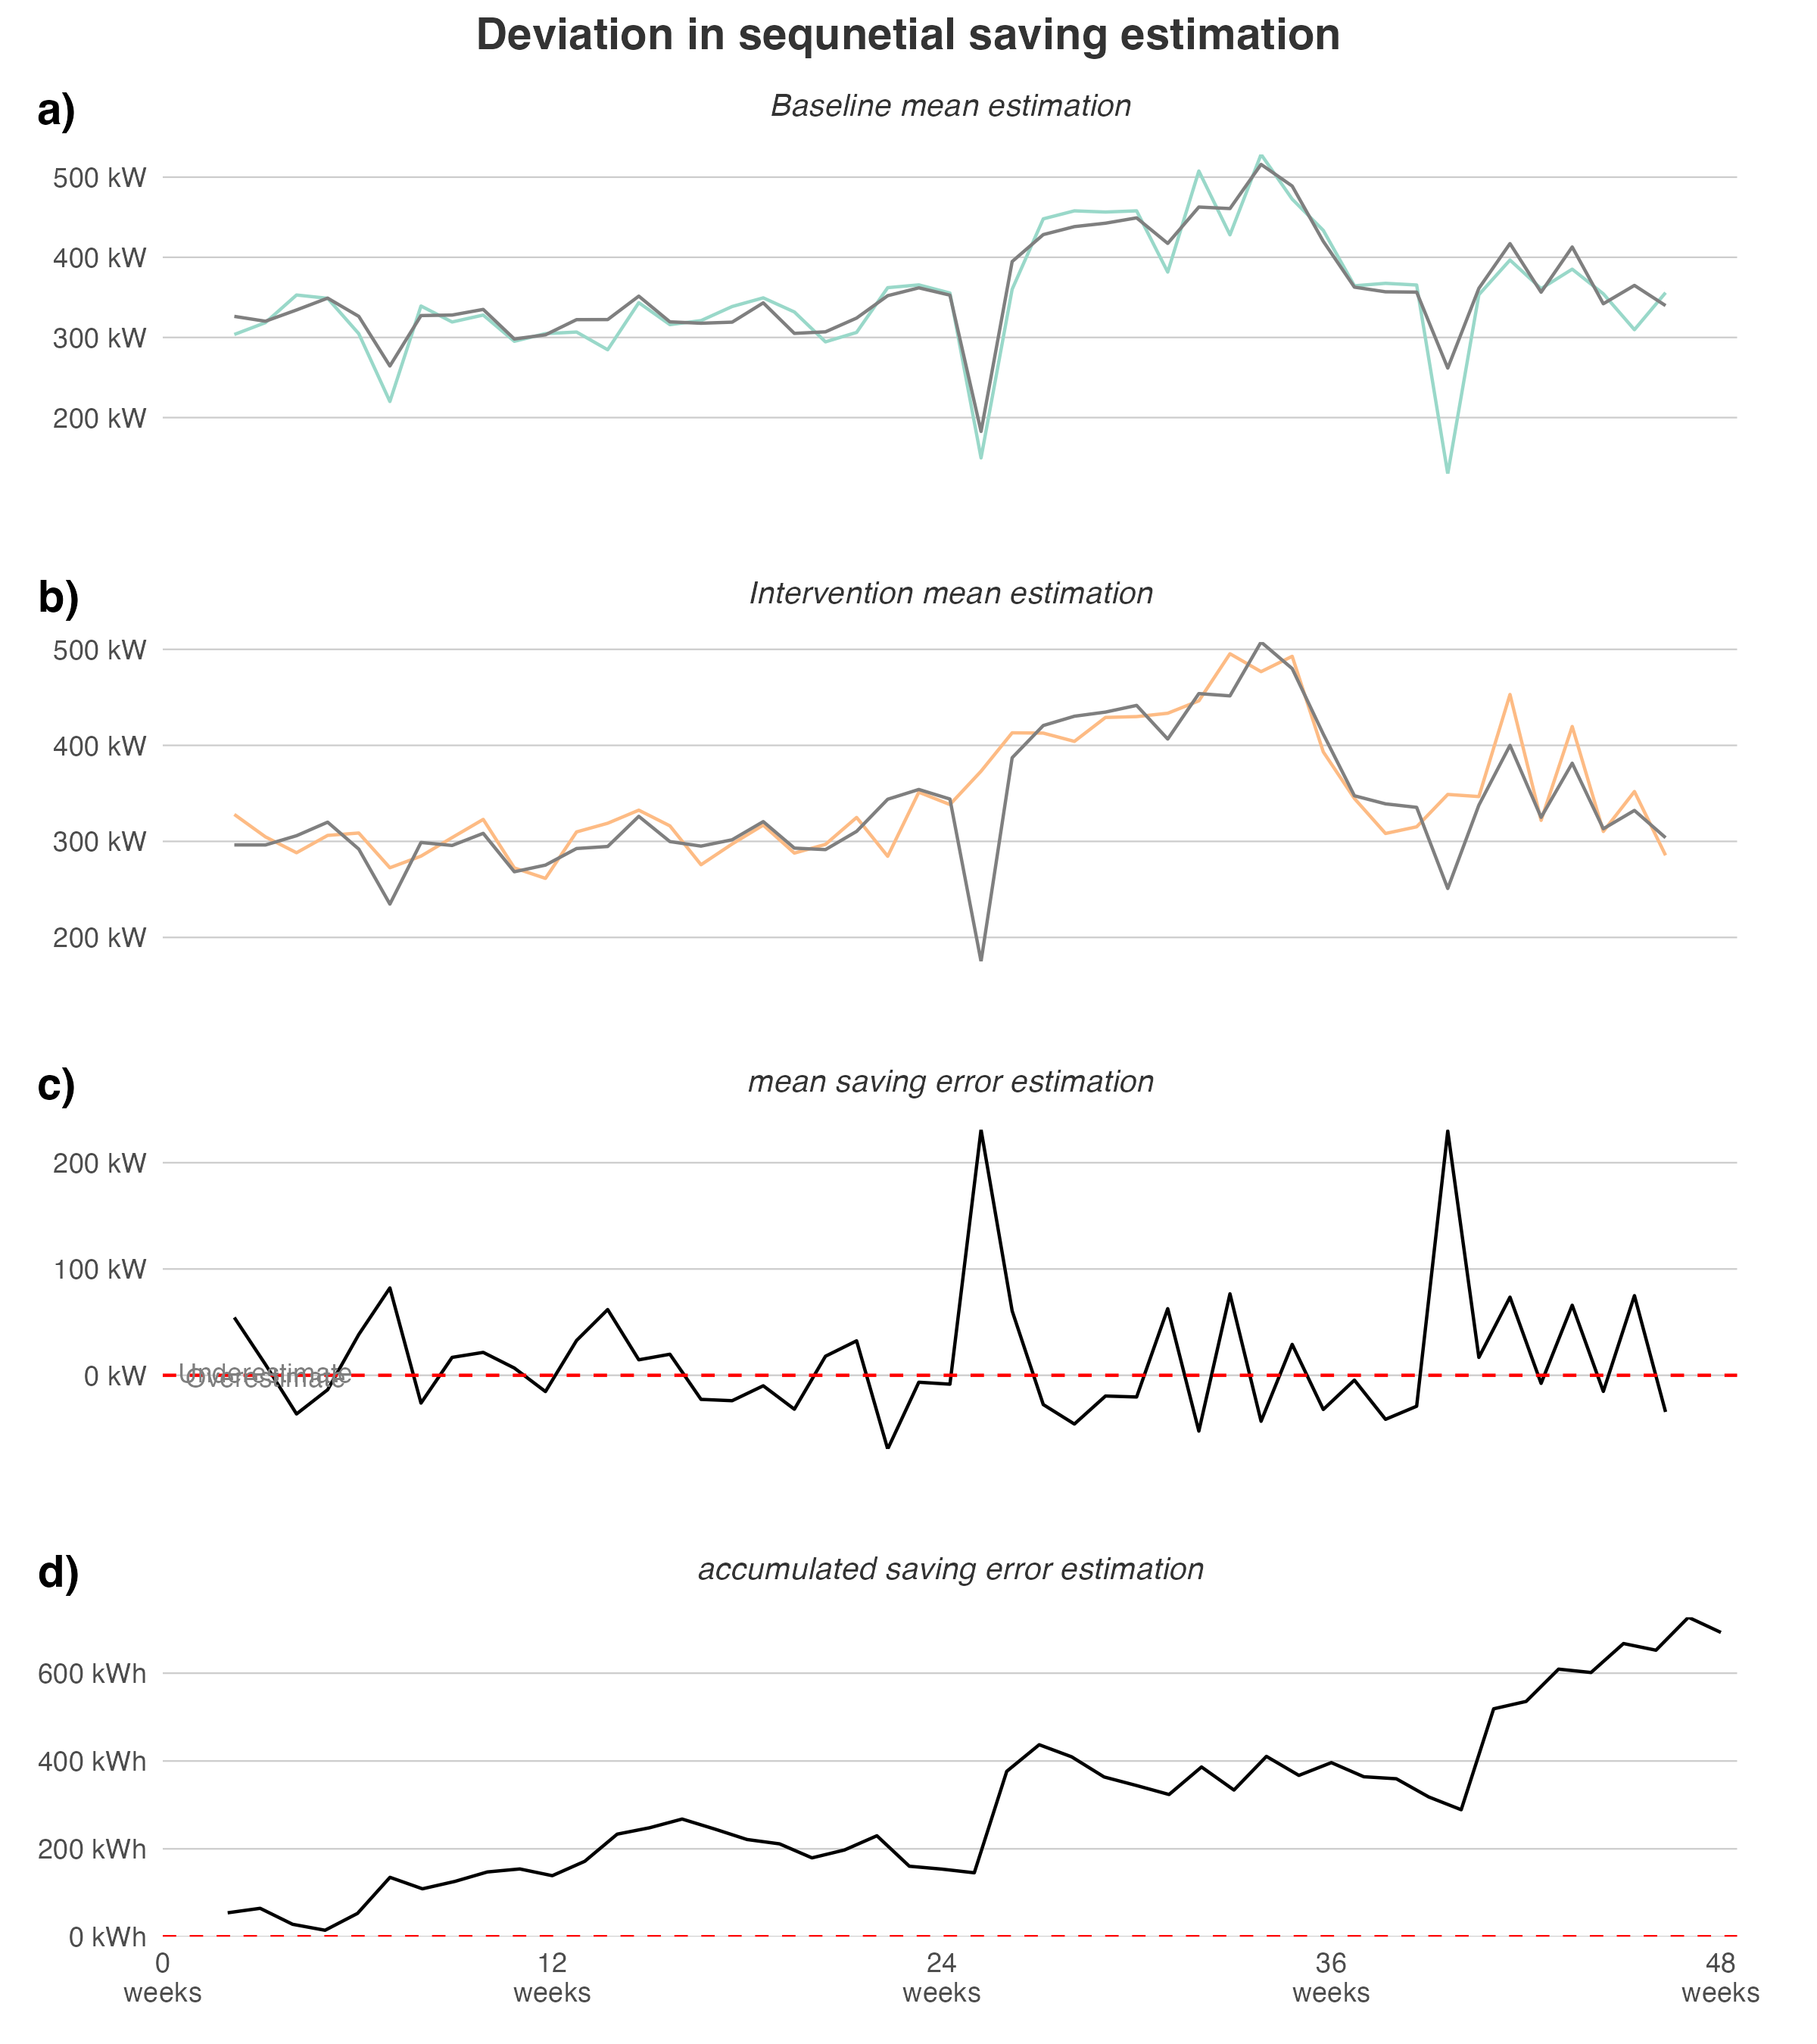 Deviation in sequnetial saving estimation
a)
Baseline mean estimation
500 kW
400 kW
300 kW
200 kW
b)
Intervention mean estimation
500 kW
400 kW
300 kW
200 kW
c)
mean saving error estimation
200 kW
100 kW
0 kW
Underestimate
Overestimate
d)
accumulated saving error estimation
600 kWh
400 kWh
200 kWh
0 kWh
0 12 24 36 48
weeks weeks weeks weeks weeks